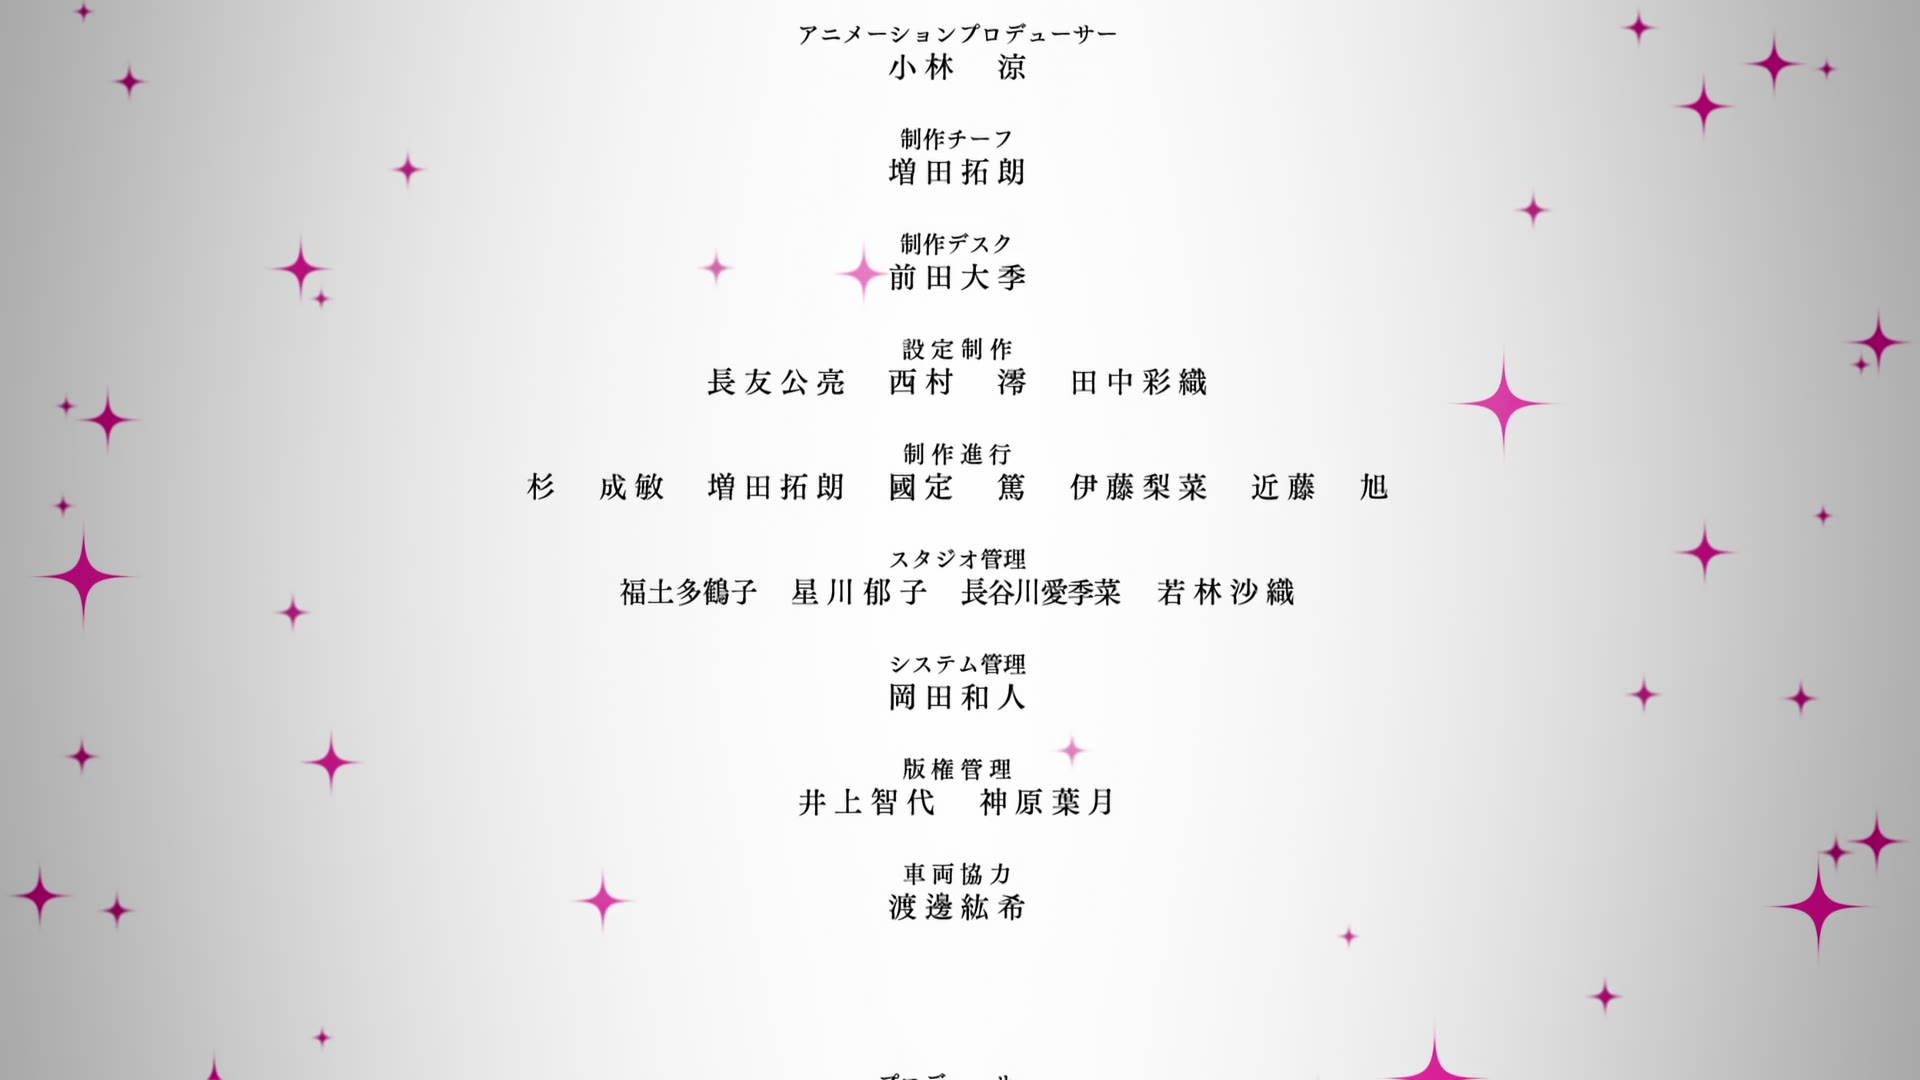 アニメーションプロデューサー
小林 涼
制作チーフ
増田拓朗
制作デスク
前田大季
設定制作
長友公亮 西村 澪 田中彩織
制作進行
杉 成敏 増田拓朗 國定 篤 伊藤梨菜 近藤 旭
スタジオ管理
福土多鶴子 星川郁子 長谷川愛季菜 若林沙織
システム管理
岡田和人
版権管理
井上智代 神原葉月
車両協力
渡邊紘希